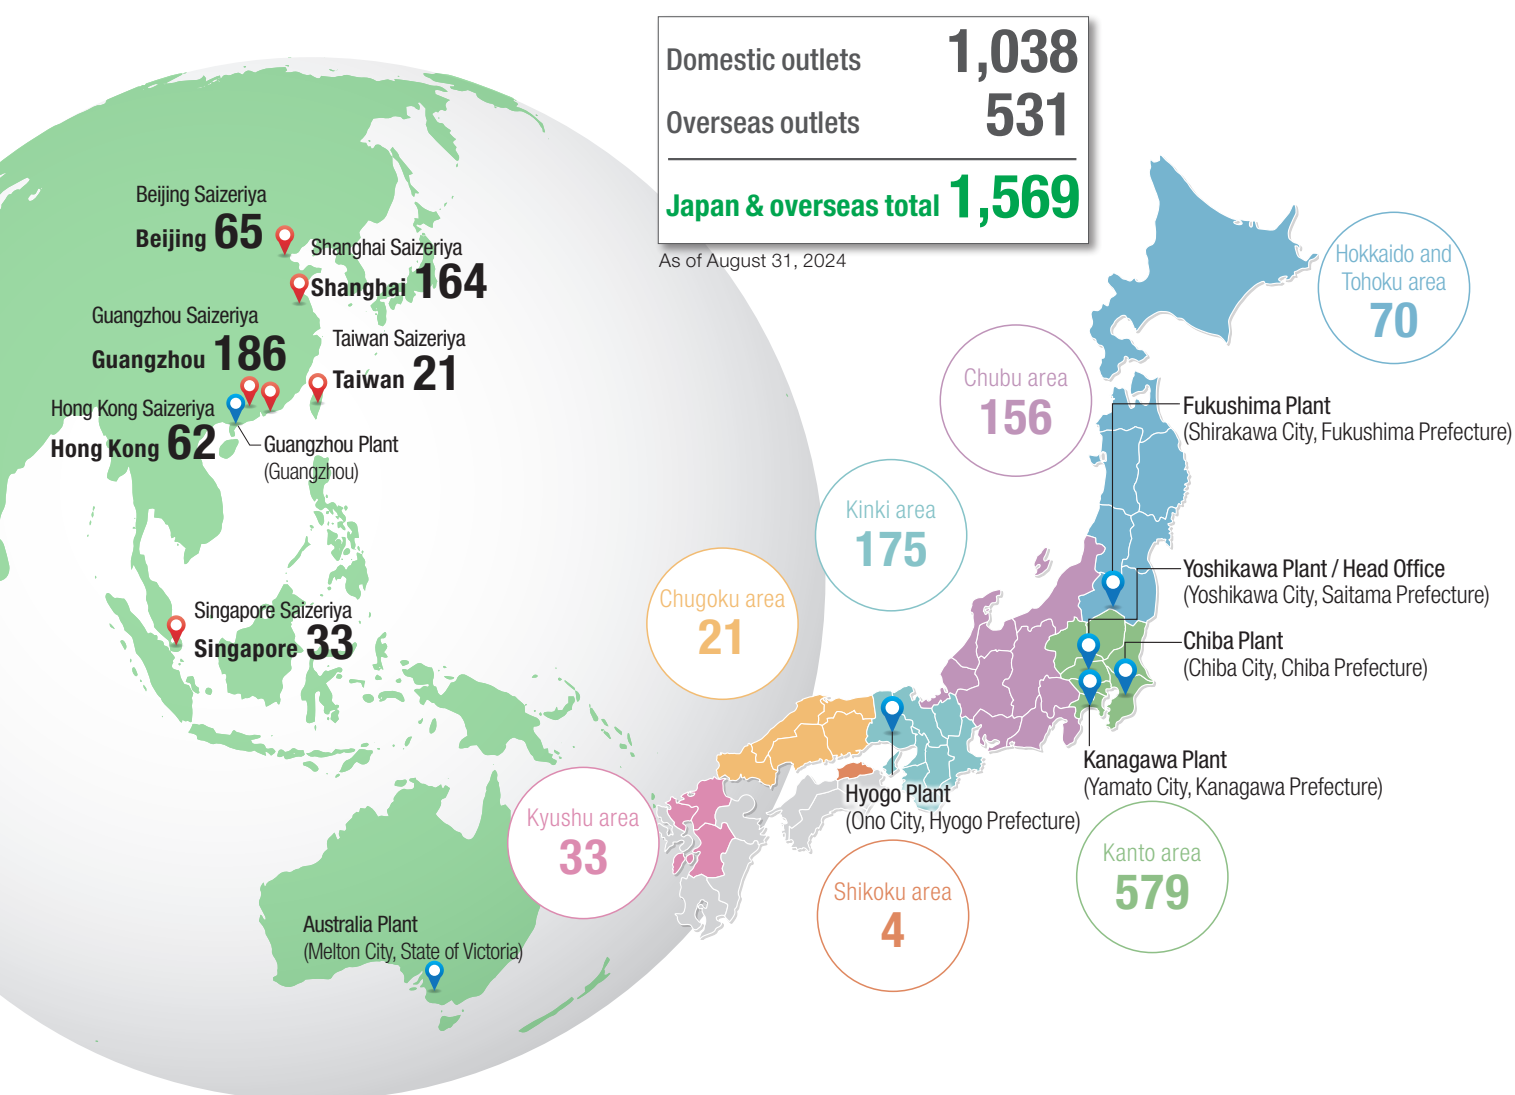 Domestic outlets 1,038
Overseas outlets 531
Japan & overseas total 1,569
As of August 31, 2024
Beijing Saizeriya
Beijing 65
Shanghai Saizeriya
Shanghai 164
Guangzhou Saizeriya
Guangzhou 186
Taiwan Saizeriya
Taiwan 21
Hong Kong Saizeriya
Hong Kong 62
Guangzhou Plant
(Guangzhou)
Singapore Saizeriya
Singapore 33
Australia Plant
(Melton City, State of Victoria)
Hokkaido and
Tohoku area
70
Chubu area
156
Fukushima Plant
(Shirakawa City, Fukushima Prefecture)
Kinki area
175
Yoshikawa Plant / Head Office
(Yoshikawa City, Saitama Prefecture)
Chugoku area
21
Chiba Plant
(Chiba City, Chiba Prefecture)
Kanagawa Plant
(Yamato City, Kanagawa Prefecture)
Hyogo Plant
(Ono City, Hyogo Prefecture)
Kyushu area
33
Kanto area
579
Shikoku area
4